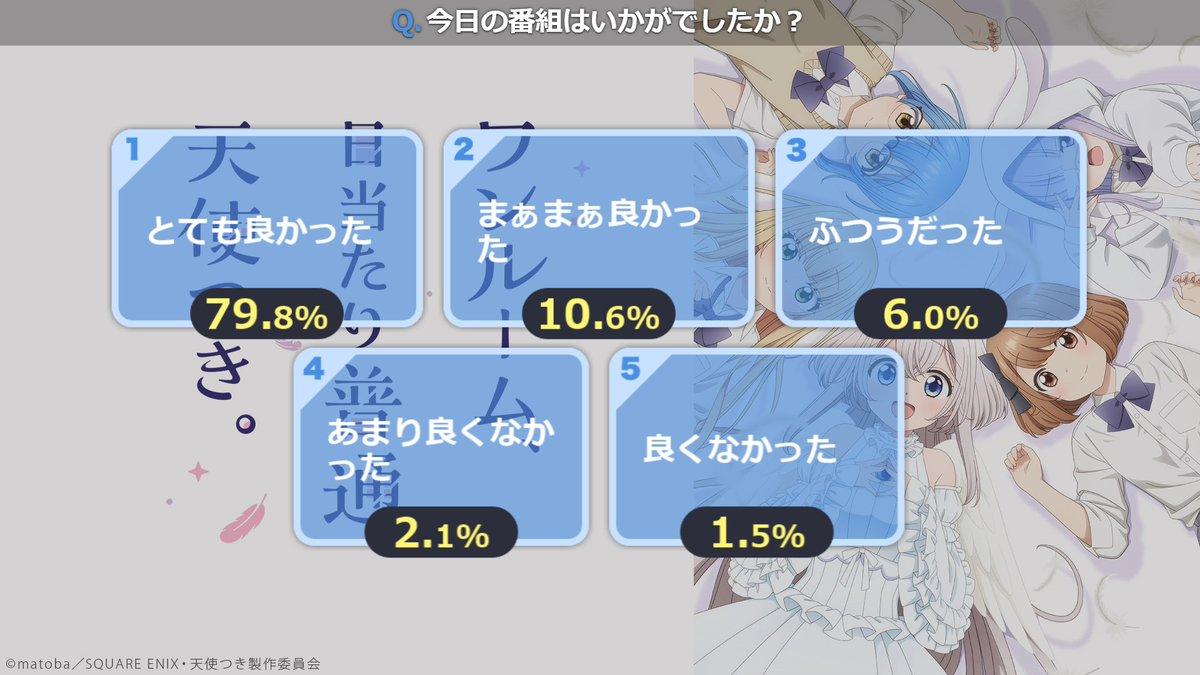 Q.今日の番組はいかがでしたか？
ワンルーム、
日当たり普通、
天使つき。
1
とても良かった
79.8%
2
まぁまぁ良かっ
た
10.6%
3
ふつうだった
6.0%
4
あまり良くなか
った
2.1%
5
良くなかった
1.5%
©matoba／SQUARE ENIX・天使つき製作委員会